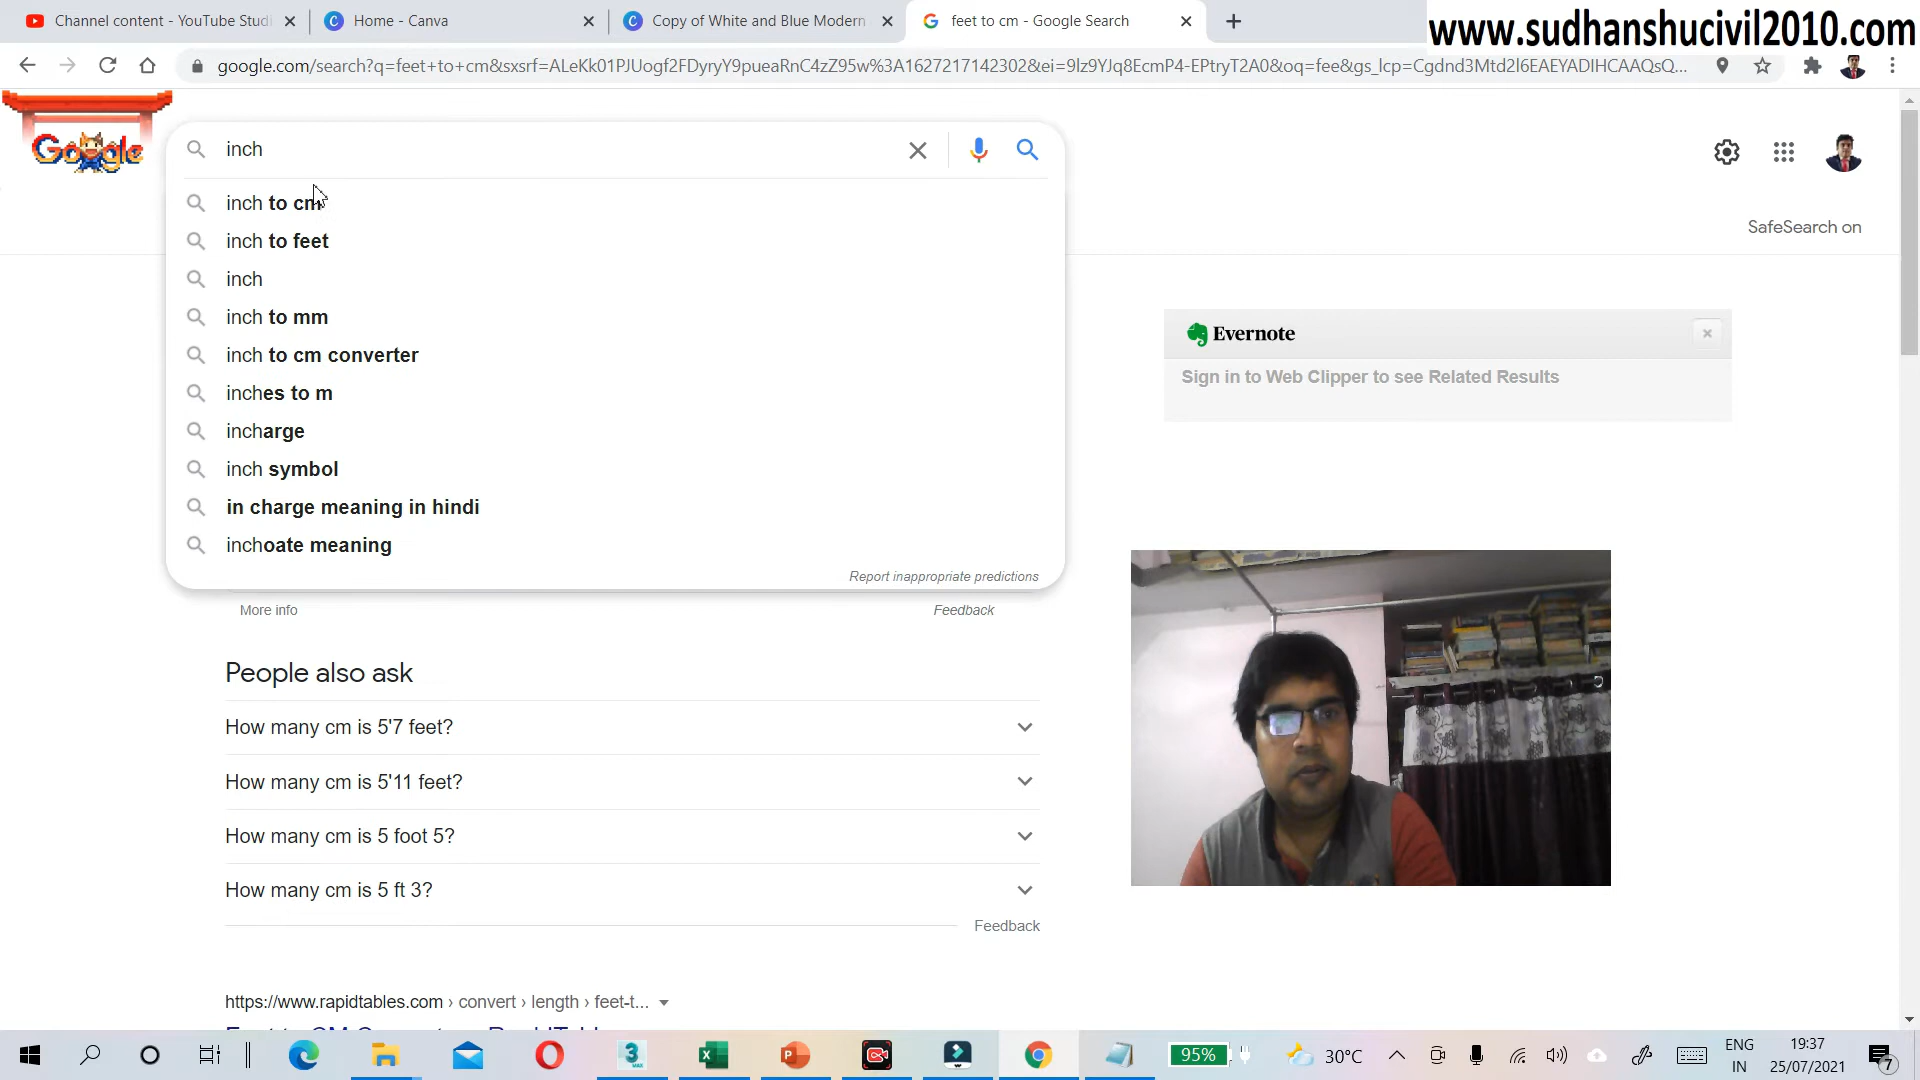 Channel content - YouTube Studi
Home - Canva
Copy of White and Blue Modern
feet to cm - Google Search
www.sudhanshucivil2010.com
google.com/search?q=feet+to+cm&sxsrf=ALeKk01PJUogf2FDyryY9pueaRnC4zZ95w%3A1627217142302&ei=9lz9YJq8EcmP4-EPtryT2A0&oq=fee&gs_lcp=Cgdnd3Mtd2l6EAEYADIHCAAQsQ...
Google
inch
inch to cm
inch to feet
inch
inch to mm
inch to cm converter
inches to m
incharge
inch symbol
in charge meaning in hindi
inchoate meaning
Report inappropriate predictions
SafeSearch on
Evernote
Sign in to Web Clipper to see Related Results
More info
Feedback
People also ask
How many cm is 5'7 feet?
How many cm is 5'11 feet?
How many cm is 5 foot 5?
How many cm is 5 ft 3?
Feedback
https://www.rapidtables.com › convert › length › feet-t...
95%
30°C
ENG
IN
19:37
25/07/2021
7